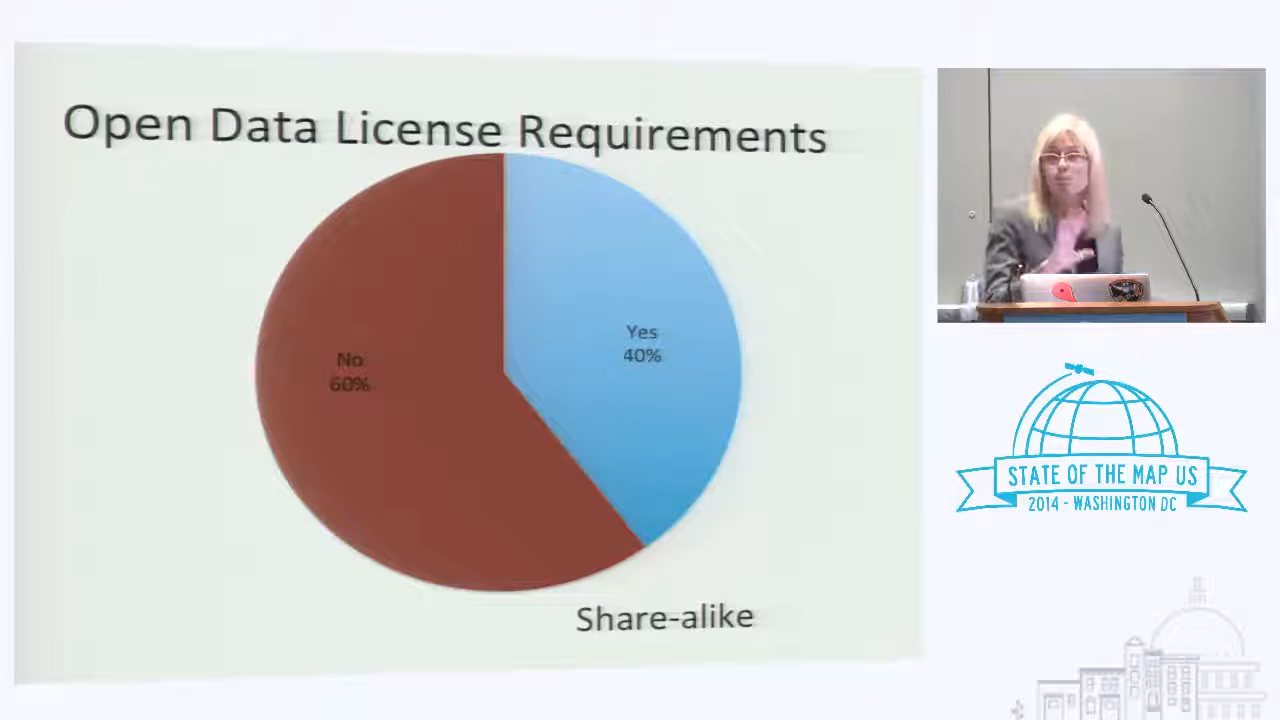 Open Data License Requirements
Yes
40%
No
60%
Share-alike
STATE OF THE MAP US
2014 - WASHINGTON DC